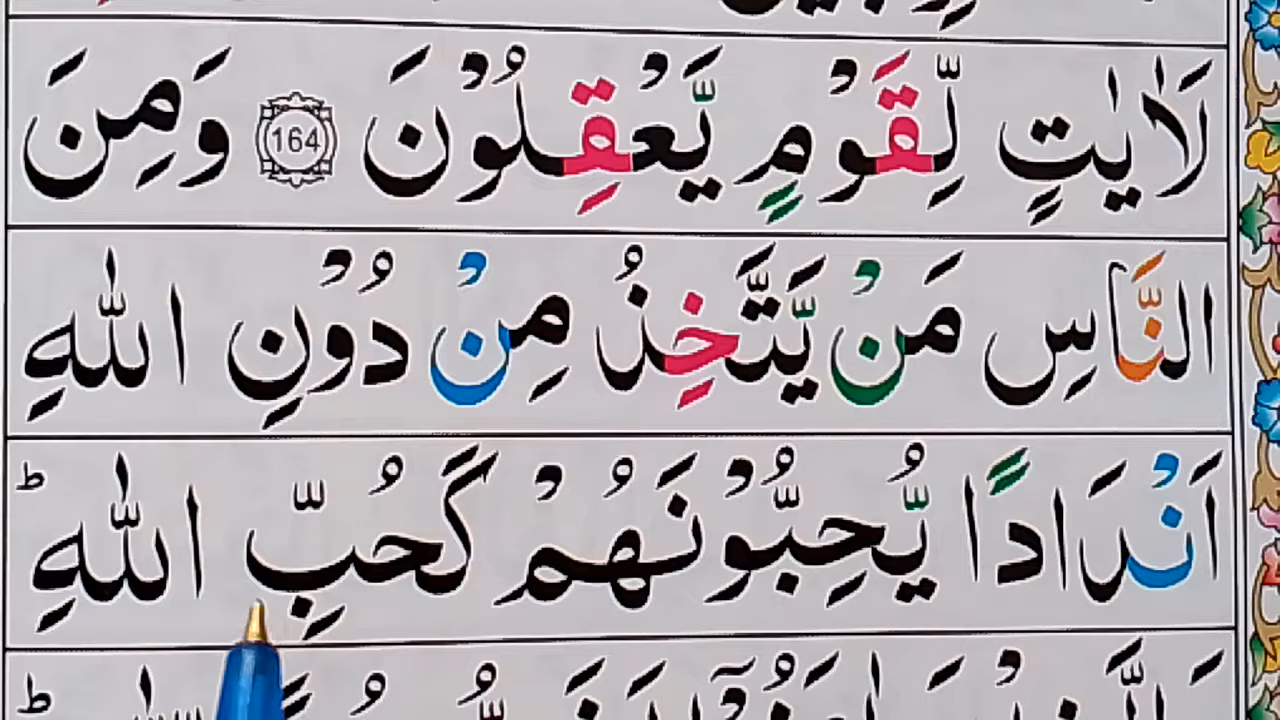 لَاٰيٰتٍ لِّقَوْمٍ يَّعْقِلُوْنَ 164 وَمِنَ
النَّاسِ مَنْ يَّتَّخِذُ مِنْ دُوْنِ اللّٰهِ
اَنْدَادًا يُّحِبُّوْنَهُمْ كَحُبِّ اللّٰهِ ؕ